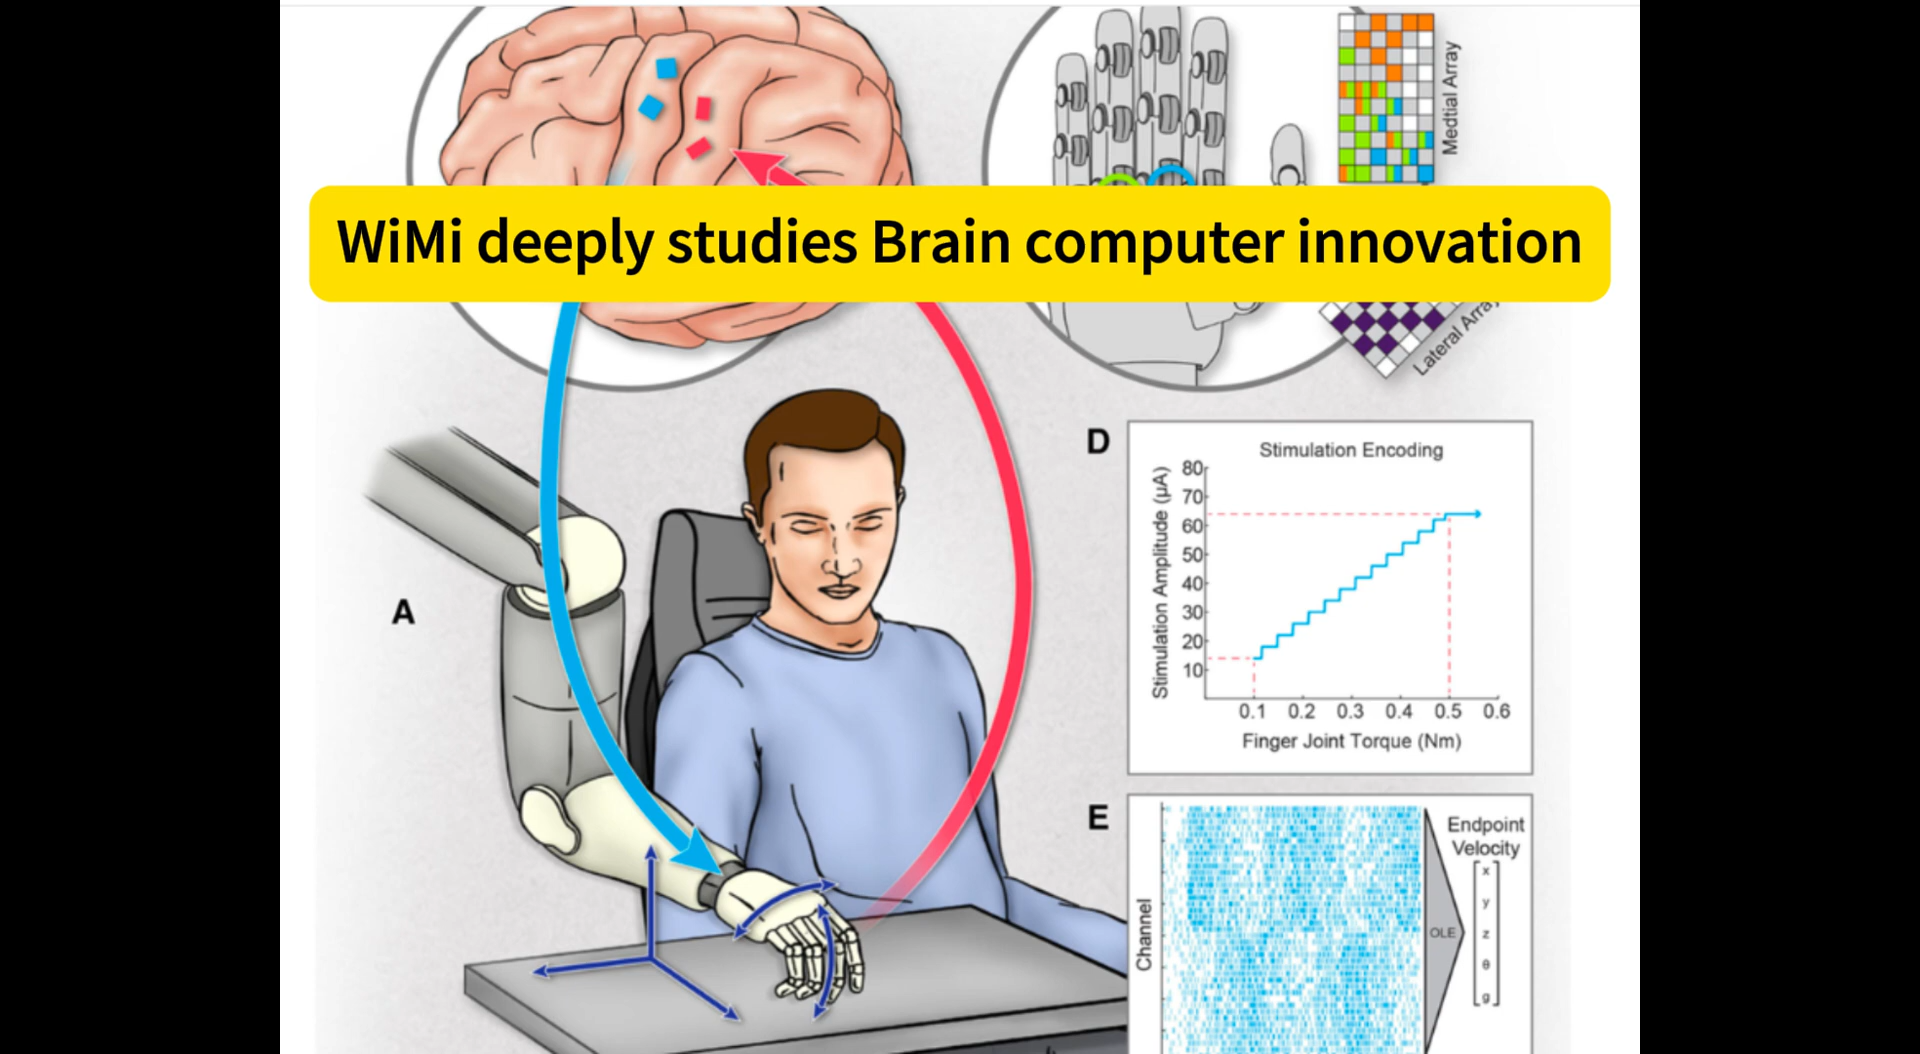 Medtial Array
WiMi deeply studies Brain computer innovation
Lateral Array
A
D
Stimulation Encoding
Stimulation Amplitude (µA)
80
70
60
50
40
30
20
10
0.1 0.2 0.3 0.4 0.5 0.6
Finger Joint Torque (Nm)
E
Channel
OLE
Endpoint
Velocity
x
y
z
θ
g